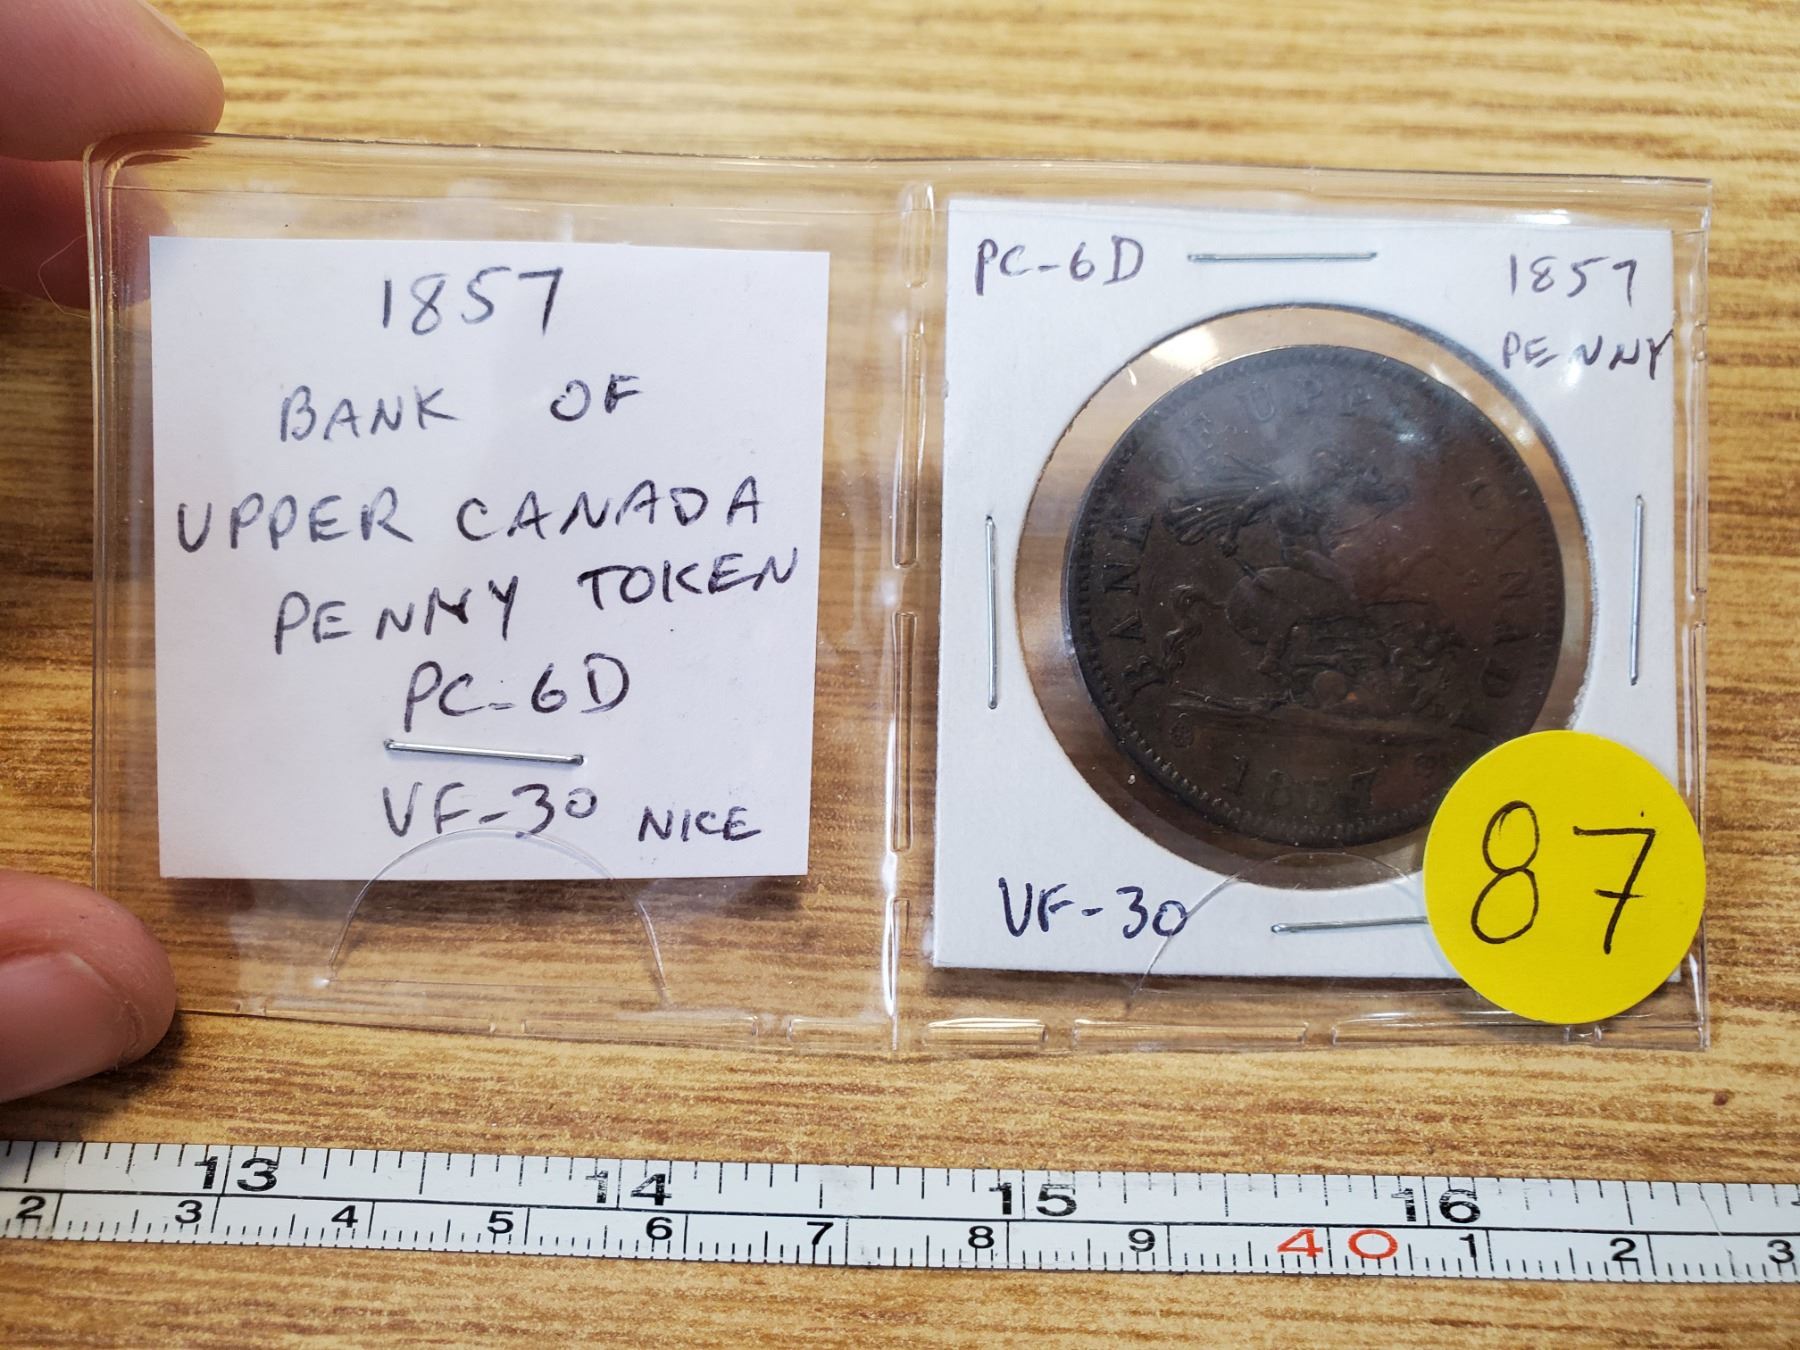 1857
BANK OF
UPPER CANADA
PENNY TOKEN
PC-6D
VF-30 NICE
PC-6D
1857
PENNY
BANK OF UPPER CANADA
1857
VF-30
87
13 14 15 16
2 3 4 5 6 7 8 9 40 1 2 3